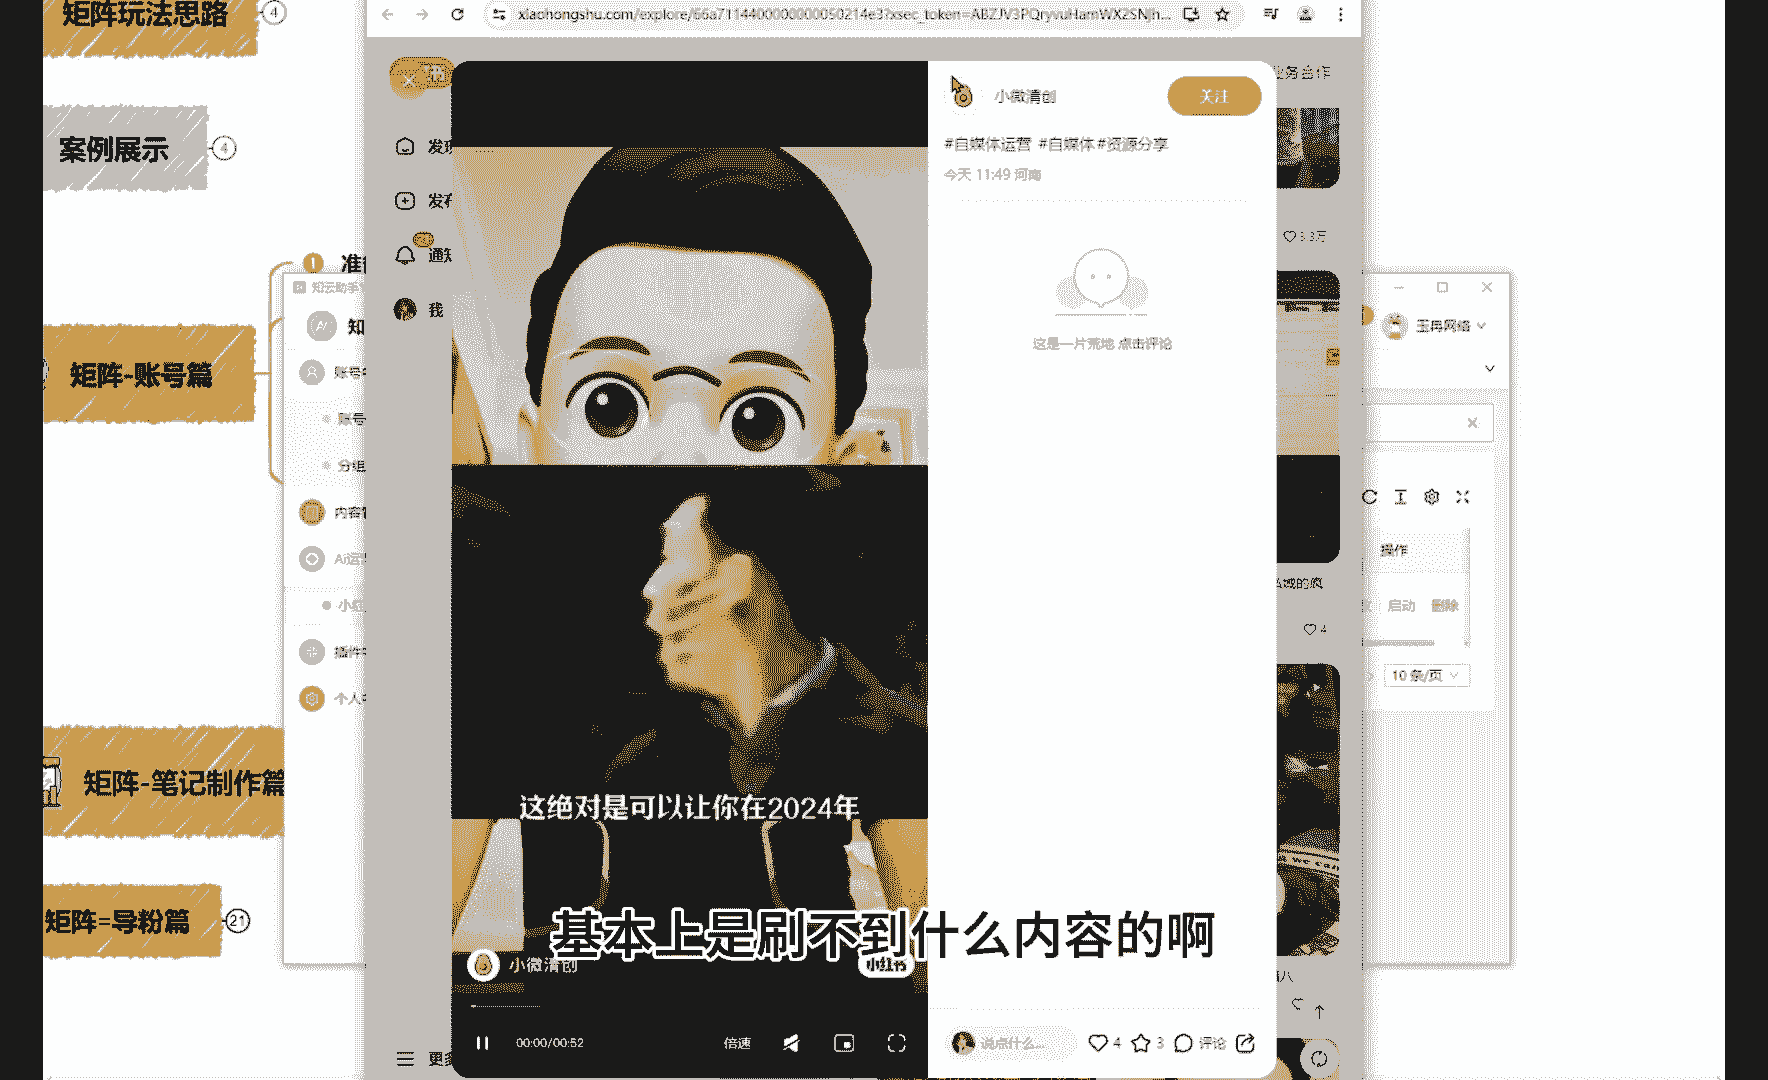 矩阵玩法思路
4
案例展示
4
矩阵-账号篇
矩阵-笔记制作篇
矩阵=导粉篇
21
1
准
知云助手
知
账号
账号
分组
内容
小红
插件
个人
xiaohongshu.com/explore/66a7114400000000050214e3?xsec_token=ABZJV3PQryvuHamWX2SNJh...
发现
发布
通知
我
更多
小微清创
关注
#自媒体运营 #自媒体 #资源分享
今天 11:49 河南
这是一片荒地 点击评论
这绝对是可以让你在2024年
基本上是刷不到什么内容的啊
小微清创
小红书
00:00/00:52
倍速
说点什么...
4
3
评论
业务合作
4
玉冉网络
操作
启动
删除
10 条/页